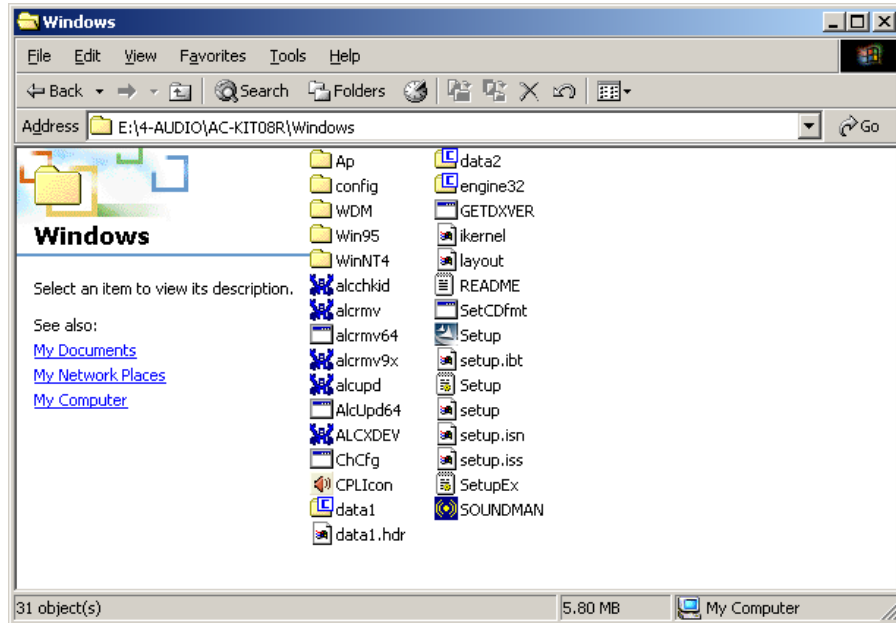 Windows
File Edit View Favorites Tools Help
Back Search Folders
Address E:\4-AUDIO\AC-KIT08R\Windows Go
Windows
Select an item to view its description.
See also:
My Documents
My Network Places
My Computer
Ap
config
WDM
Win95
WinNT4
alcchkid
alcrmv
alcrmv64
alcrmv9x
alcupd
AlcUpd64
ALCXDEV
ChCfg
CPLIcon
data1
data1.hdr
data2
engine32
GETDXVER
ikernel
layout
README
SetCDfmt
Setup
setup.ibt
Setup
setup
setup.isn
setup.iss
SetupEx
SOUNDMAN
31 object(s) 5.80 MB My Computer